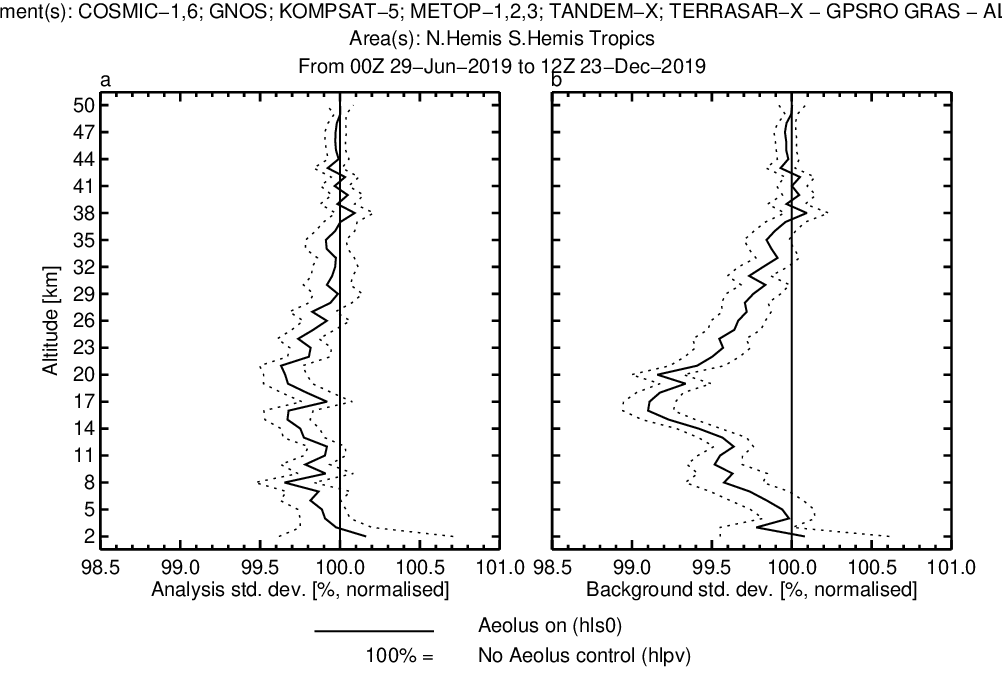 ment(s): COSMIC−1,6; GNOS; KOMPSAT−5; METOP−1,2,3; TANDEM−X; TERRASAR−X − GPSRO GRAS − AL
Area(s): N.Hemis S.Hemis Tropics
From 00Z 29−Jun−2019 to 12Z 23−Dec−2019
a b
50
47
44
41
38
35
32
29
26
23
20
17
14
11
8
5
2
Altitude [km]
98.5 99.0 99.5 100.0 101.0 98.5 99.0 99.5 100.0 101.0
Analysis std. dev. [%, normalised] Background std. dev. [%, normalised]
Aeolus on (hls0)
100% = No Aeolus control (hlpv)